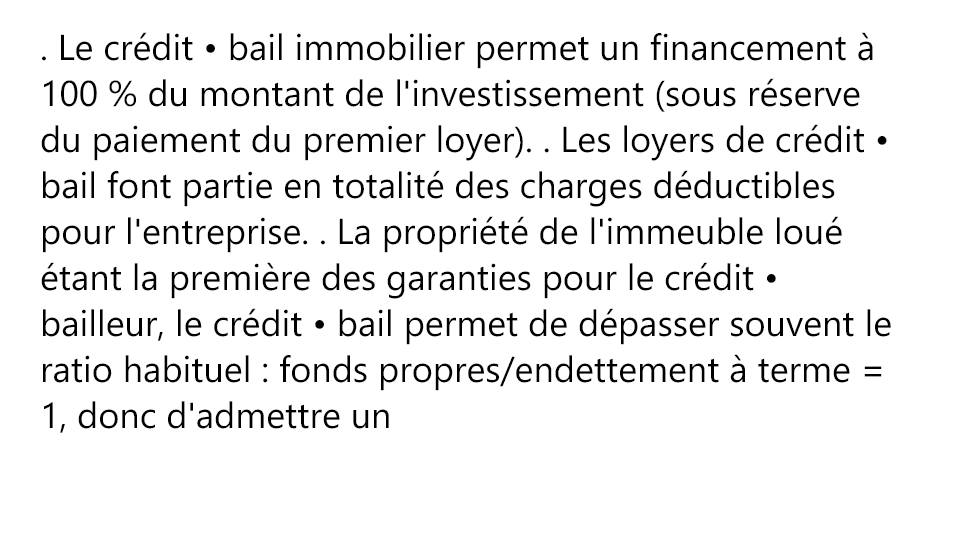 . Le crédit • bail immobilier permet un financement à
100 % du montant de l'investissement (sous réserve
du paiement du premier loyer). . Les loyers de crédit •
bail font partie en totalité des charges déductibles
pour l'entreprise. . La propriété de l'immeuble loué
étant la première des garanties pour le crédit •
bailleur, le crédit • bail permet de dépasser souvent le
ratio habituel : fonds propres/endettement à terme =
1, donc d'admettre un